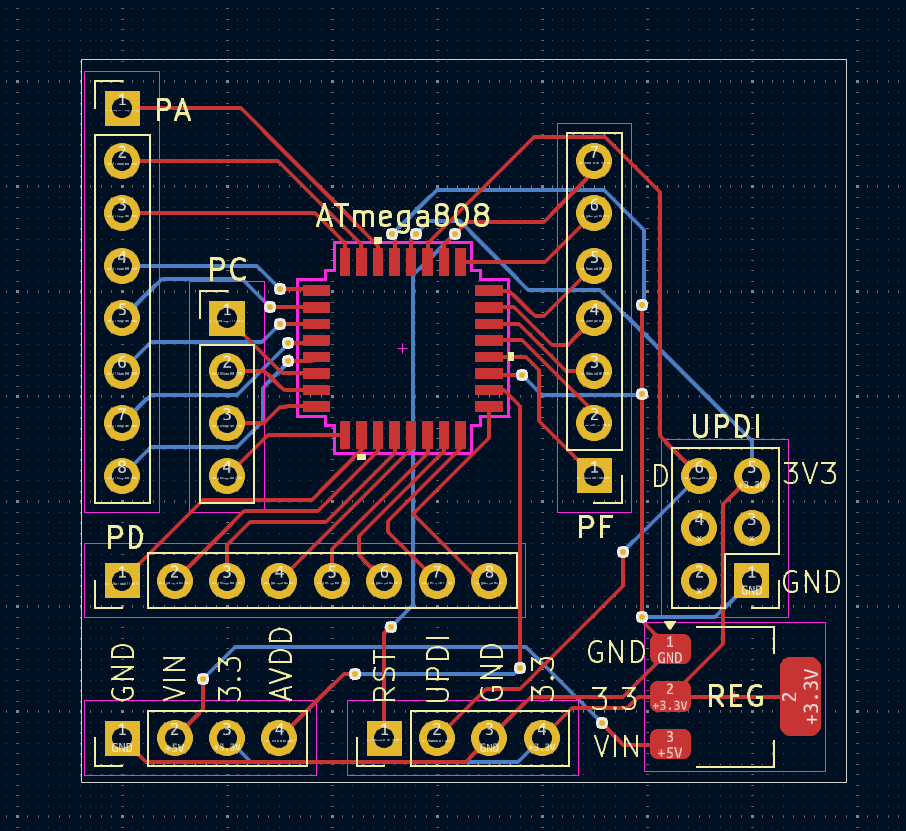 1 PA
2
7
3
6
ATmega808
4
5
PC
5
1
4
6
2
3
7
3
2
UPDI
8
4
1
D 6 5 3V3
+3.3V
PF
4 3
x x
PD
1 2 3 4 5 6 7 8
2 1 GND
x GND
GND VIN 3.3 AVDD RST UPDI GND 3.3
GND 1
GND
3.3 2
+3.3V
REG
2
+3.3V
VIN 3
+5V
1 2 3 4
GND +5V +3.3V
1 2 3 4
GND +3.3V